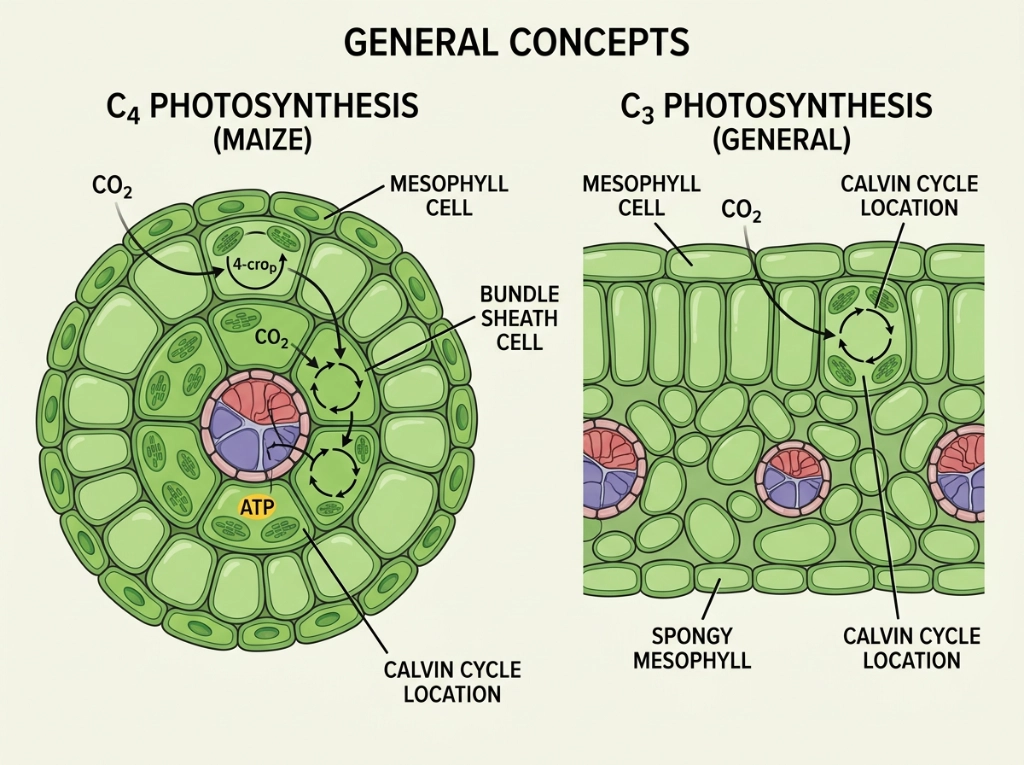 GENERAL CONCEPTS
C₄ PHOTOSYNTHESIS
(MAIZE)
CO₂
MESOPHYLL
CELL
4-croₚ
BUNDLE
SHEATH
CELL
CO₂
ATP
CALVIN CYCLE
LOCATION
C₃ PHOTOSYNTHESIS
(GENERAL)
MESOPHYLL
CELL
CO₂
CALVIN CYCLE
LOCATION
SPONGY
MESOPHYLL
CALVIN CYCLE
LOCATION